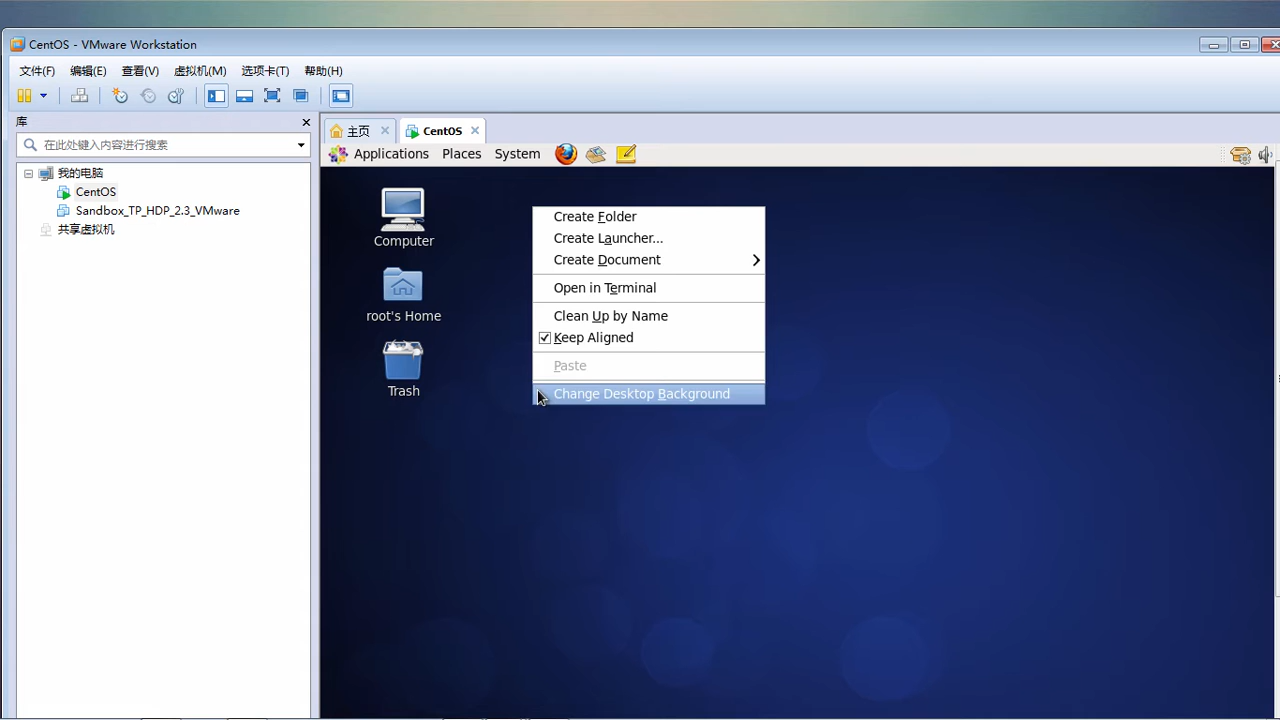 CentOS - VMware Workstation
文件(F) 编辑(E) 查看(V) 虚拟机(M) 选项卡(T) 帮助(H)
库
在此处键入内容进行搜索
我的电脑
CentOS
Sandbox_TP_HDP_2.3_VMware
共享虚拟机
主页
CentOS
Applications Places System
Computer
root's Home
Trash
Create Folder
Create Launcher...
Create Document
Open in Terminal
Clean Up by Name
Keep Aligned
Paste
Change Desktop Background